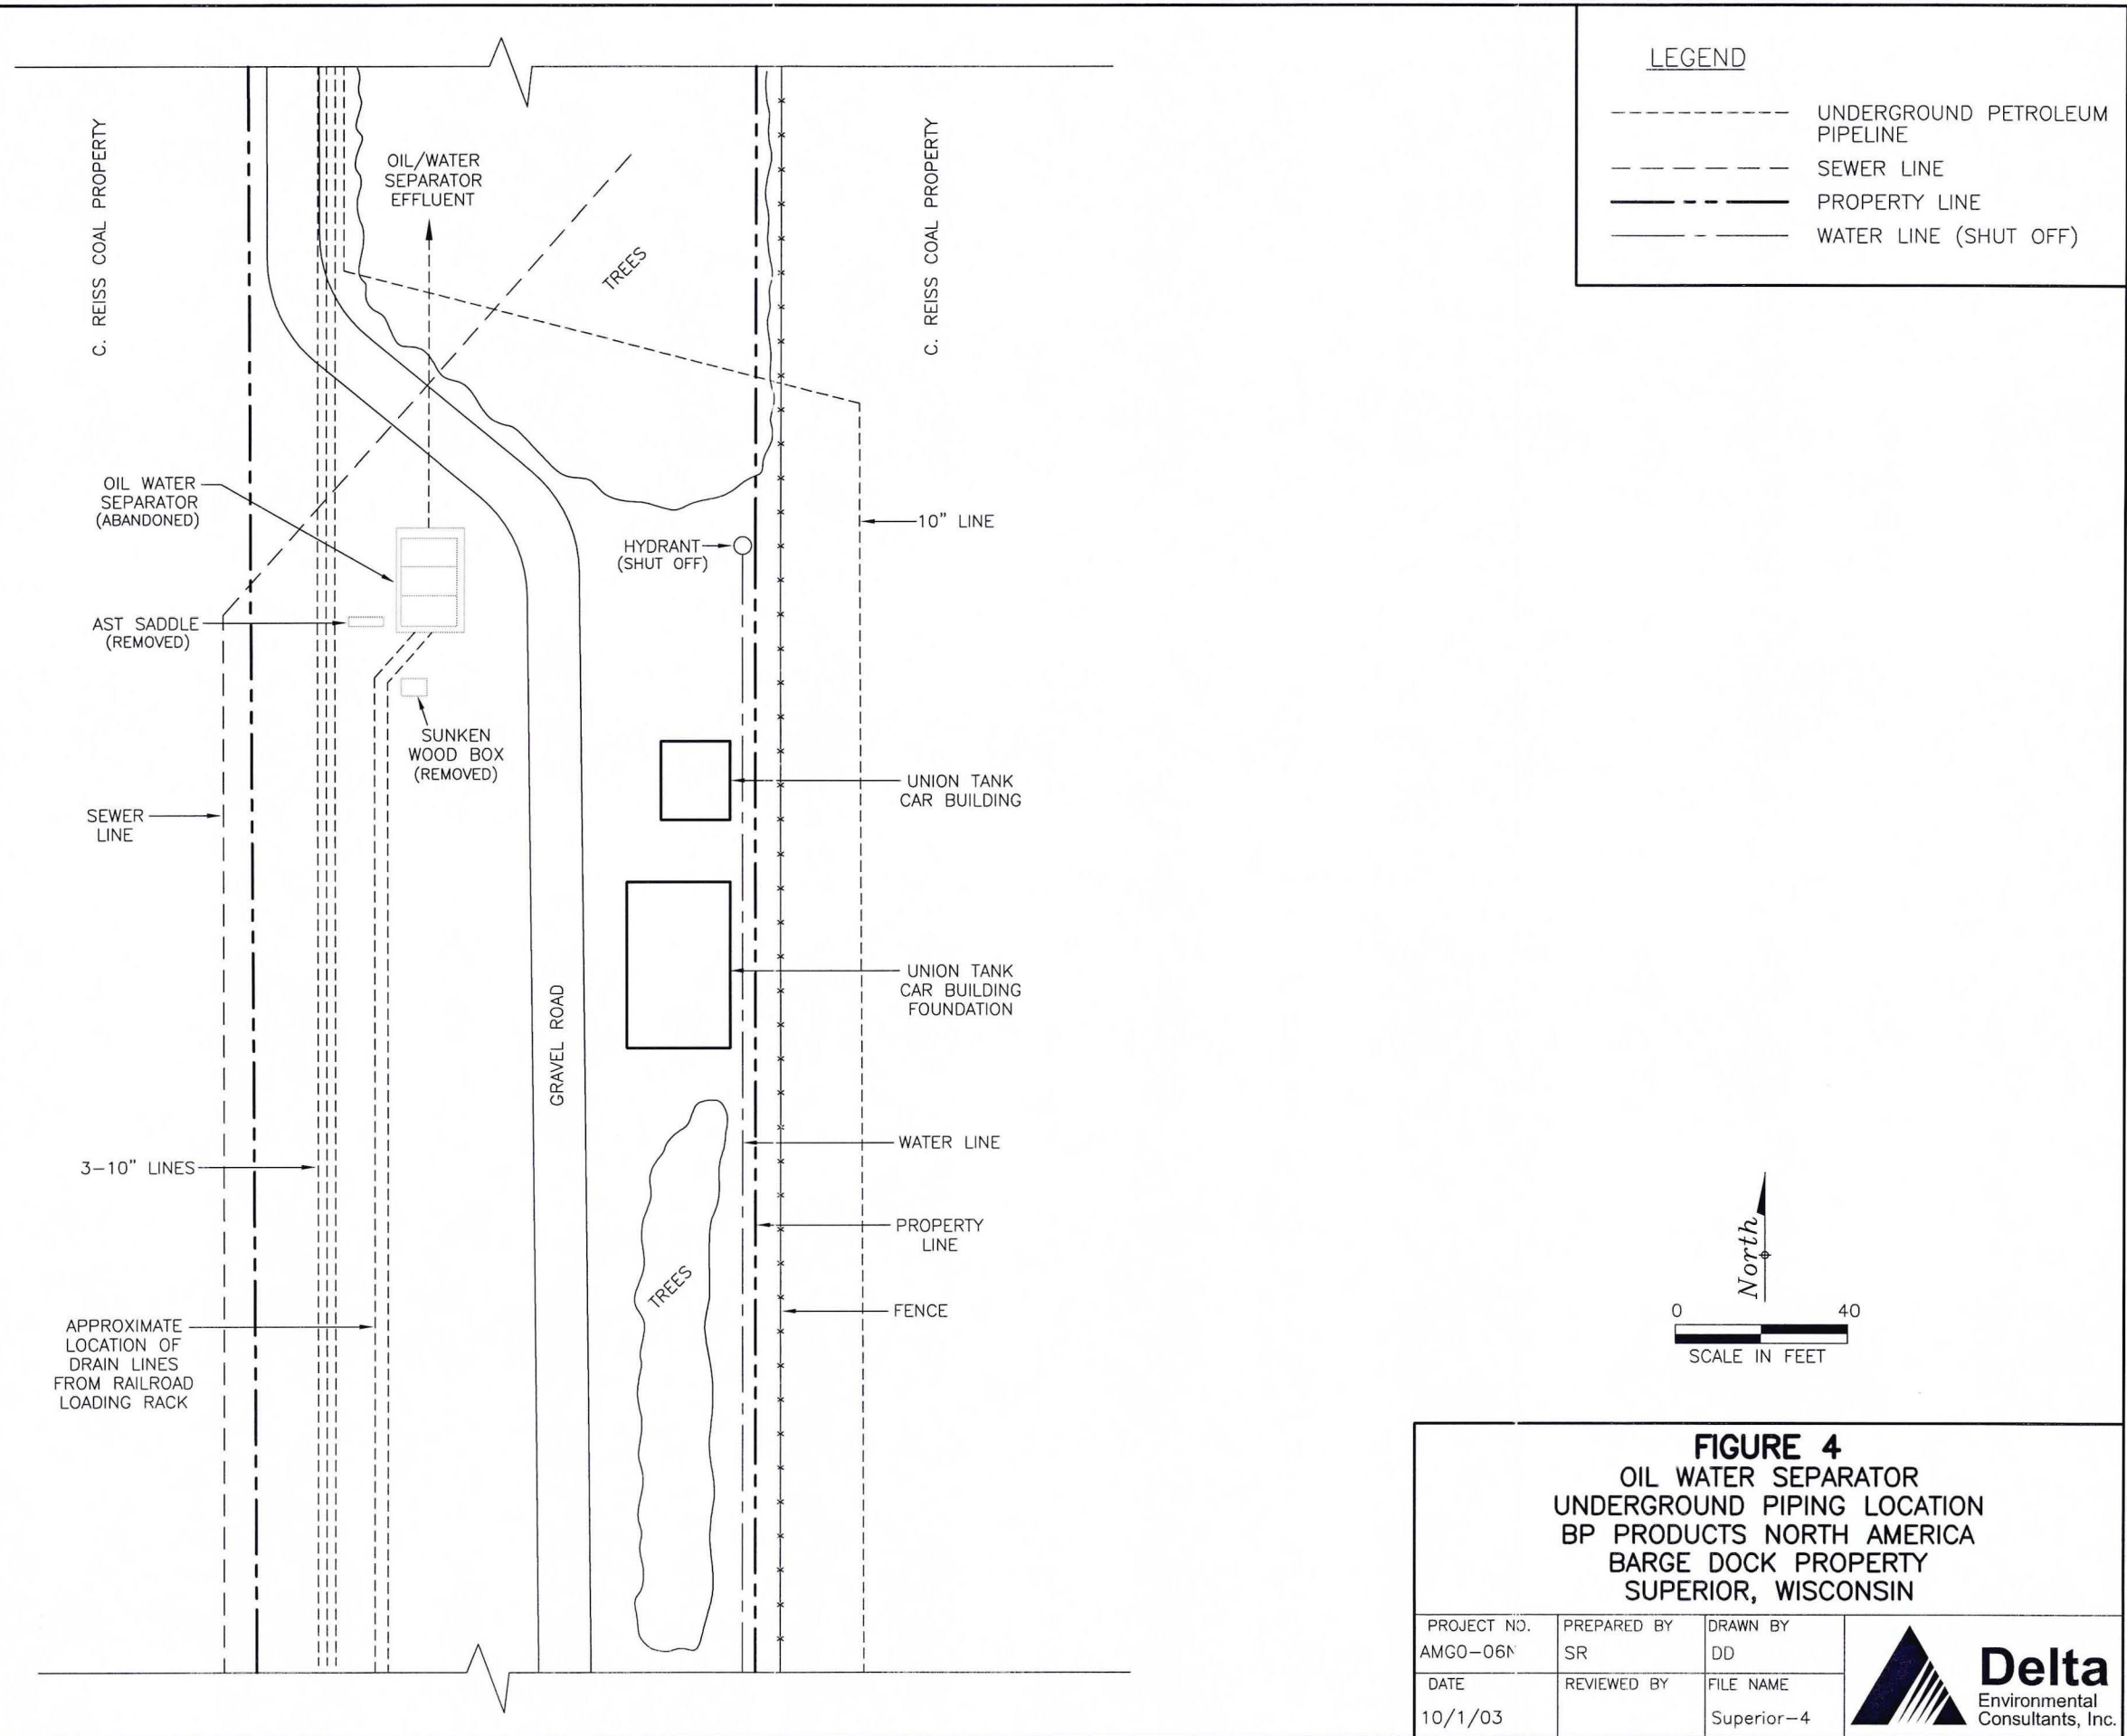 LEGEND
UNDERGROUND PETROLEUM
PIPELINE
SEWER LINE
PROPERTY LINE
WATER LINE (SHUT OFF)
C. REISS COAL PROPERTY
OIL/WATER
SEPARATOR
EFFLUENT
TREES
C. REISS COAL PROPERTY
OIL WATER
SEPARATOR
(ABANDONED)
10" LINE
HYDRANT
(SHUT OFF)
AST SADDLE
(REMOVED)
SUNKEN
WOOD BOX
(REMOVED)
UNION TANK
CAR BUILDING
SEWER
LINE
UNION TANK
CAR BUILDING
FOUNDATION
GRAVEL ROAD
WATER LINE
3-10" LINES
PROPERTY
LINE
TREES
FENCE
APPROXIMATE
LOCATION OF
DRAIN LINES
FROM RAILROAD
LOADING RACK
North
0 40
SCALE IN FEET
FIGURE 4
OIL WATER SEPARATOR
UNDERGROUND PIPING LOCATION
BP PRODUCTS NORTH AMERICA
BARGE DOCK PROPERTY
SUPERIOR, WISCONSIN
PROJECT NO.
AMGO-06N
PREPARED BY
SR
DRAWN BY
DD
DATE
10/1/03
REVIEWED BY
FILE NAME
Superior-4
Delta
Environmental
Consultants, Inc.